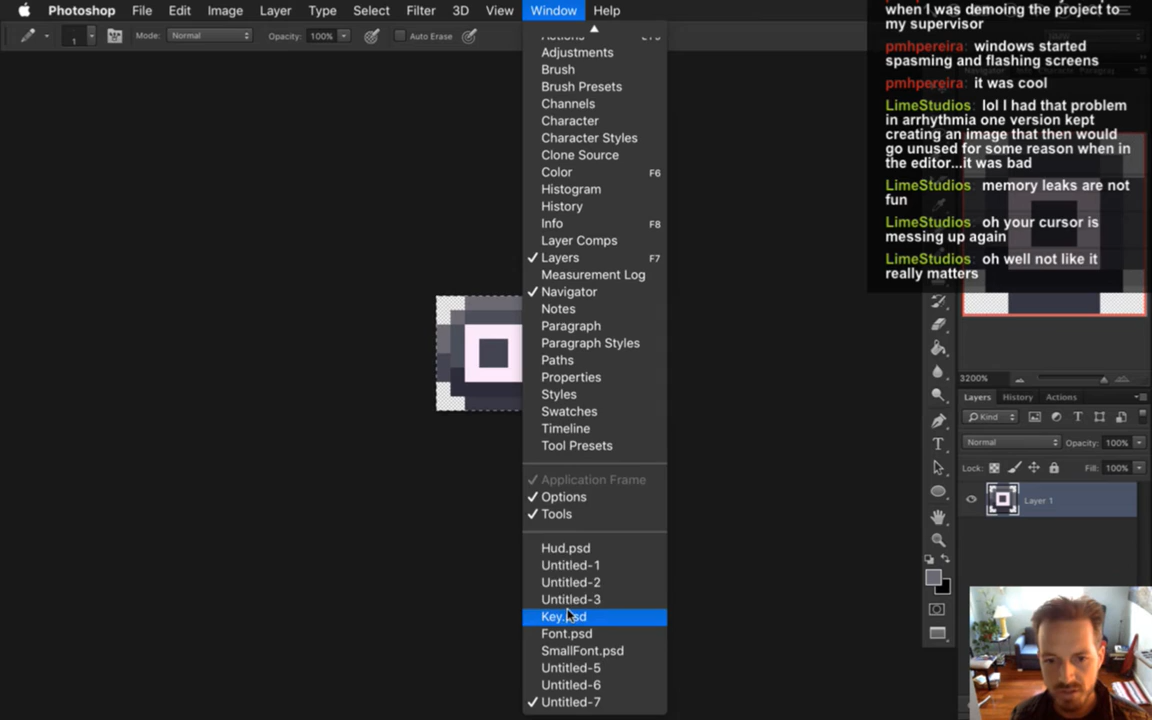 Photoshop File Edit Image Layer Type Select Filter 3D View Window Help
1 Mode: Normal Opacity: 100% Auto Erase
Adjustments
Brush
Brush Presets
Channels
Character
Character Styles
Clone Source
Color F6
Histogram
History
Info F8
Layer Comps
✓ Layers F7
Measurement Log
✓ Navigator
Notes
Paragraph
Paragraph Styles
Paths
Properties
Styles
Swatches
Timeline
Tool Presets
✓ Application Frame
✓ Options
✓ Tools
Hud.psd
Untitled-1
Untitled-2
Untitled-3
Key.psd
Font.psd
SmallFont.psd
Untitled-5
Untitled-6
✓ Untitled-7
when I was demoing the project to
my supervisor
pmhpereira: windows started
spasming and flashing screens
pmhpereira: it was cool
LimeStudios lol I had that problem
in arrhythmia one version kept
creating an image that then would
go unused for some reason when in
the editor...it was bad
LimeStudios memory leaks are not
fun
LimeStudios oh your cursor is
messing up again
LimeStudios oh well not like it
really matters
3200%
Layers History Actions
Kind
Normal Opacity: 100%
Lock: Fill: 100%
Layer 1